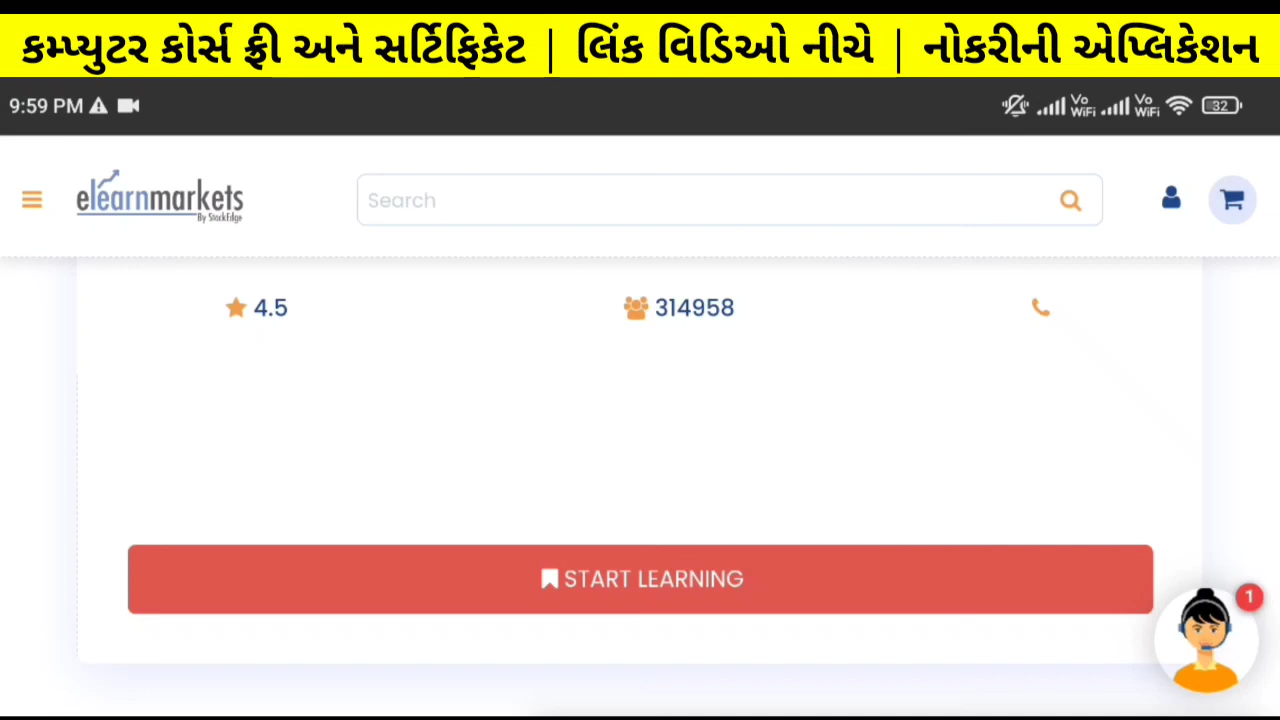 કમ્પ્યુટર કોર્સ ફ્રી અને સર્ટિફિકેટ | લિંક વિડિઓ નીચે | નોકરીની એપ્લિકેશન
9:59 PM Vo WiFi Vo WiFi 32
elearnmarkets
By StockEdge
Search
4.5 314958
START LEARNING
1